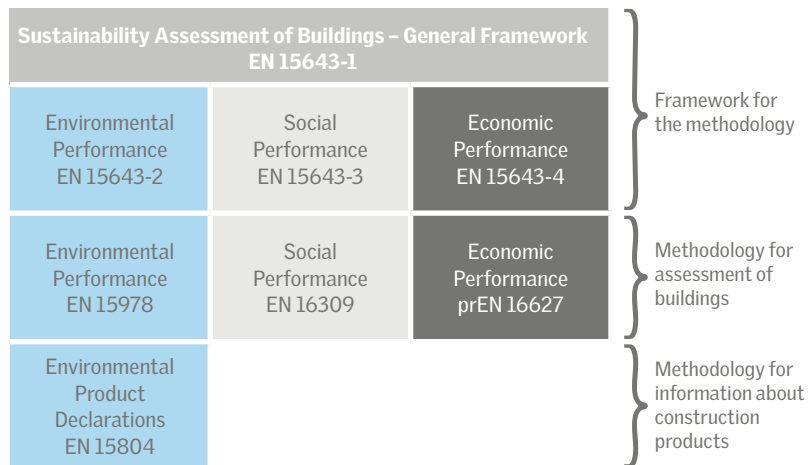 Sustainability Assessment of Buildings – General Framework
EN 15643-1
Environmental
Performance
EN 15643-2
Social
Performance
EN 15643-3
Economic
Performance
EN 15643-4
Framework for
the methodology
Environmental
Performance
EN 15978
Social
Performance
EN 16309
Economic
Performance
prEN 16627
Methodology for
assessment of
buildings
Environmental
Product
Declarations
EN 15804
Methodology for
information about
construction
products